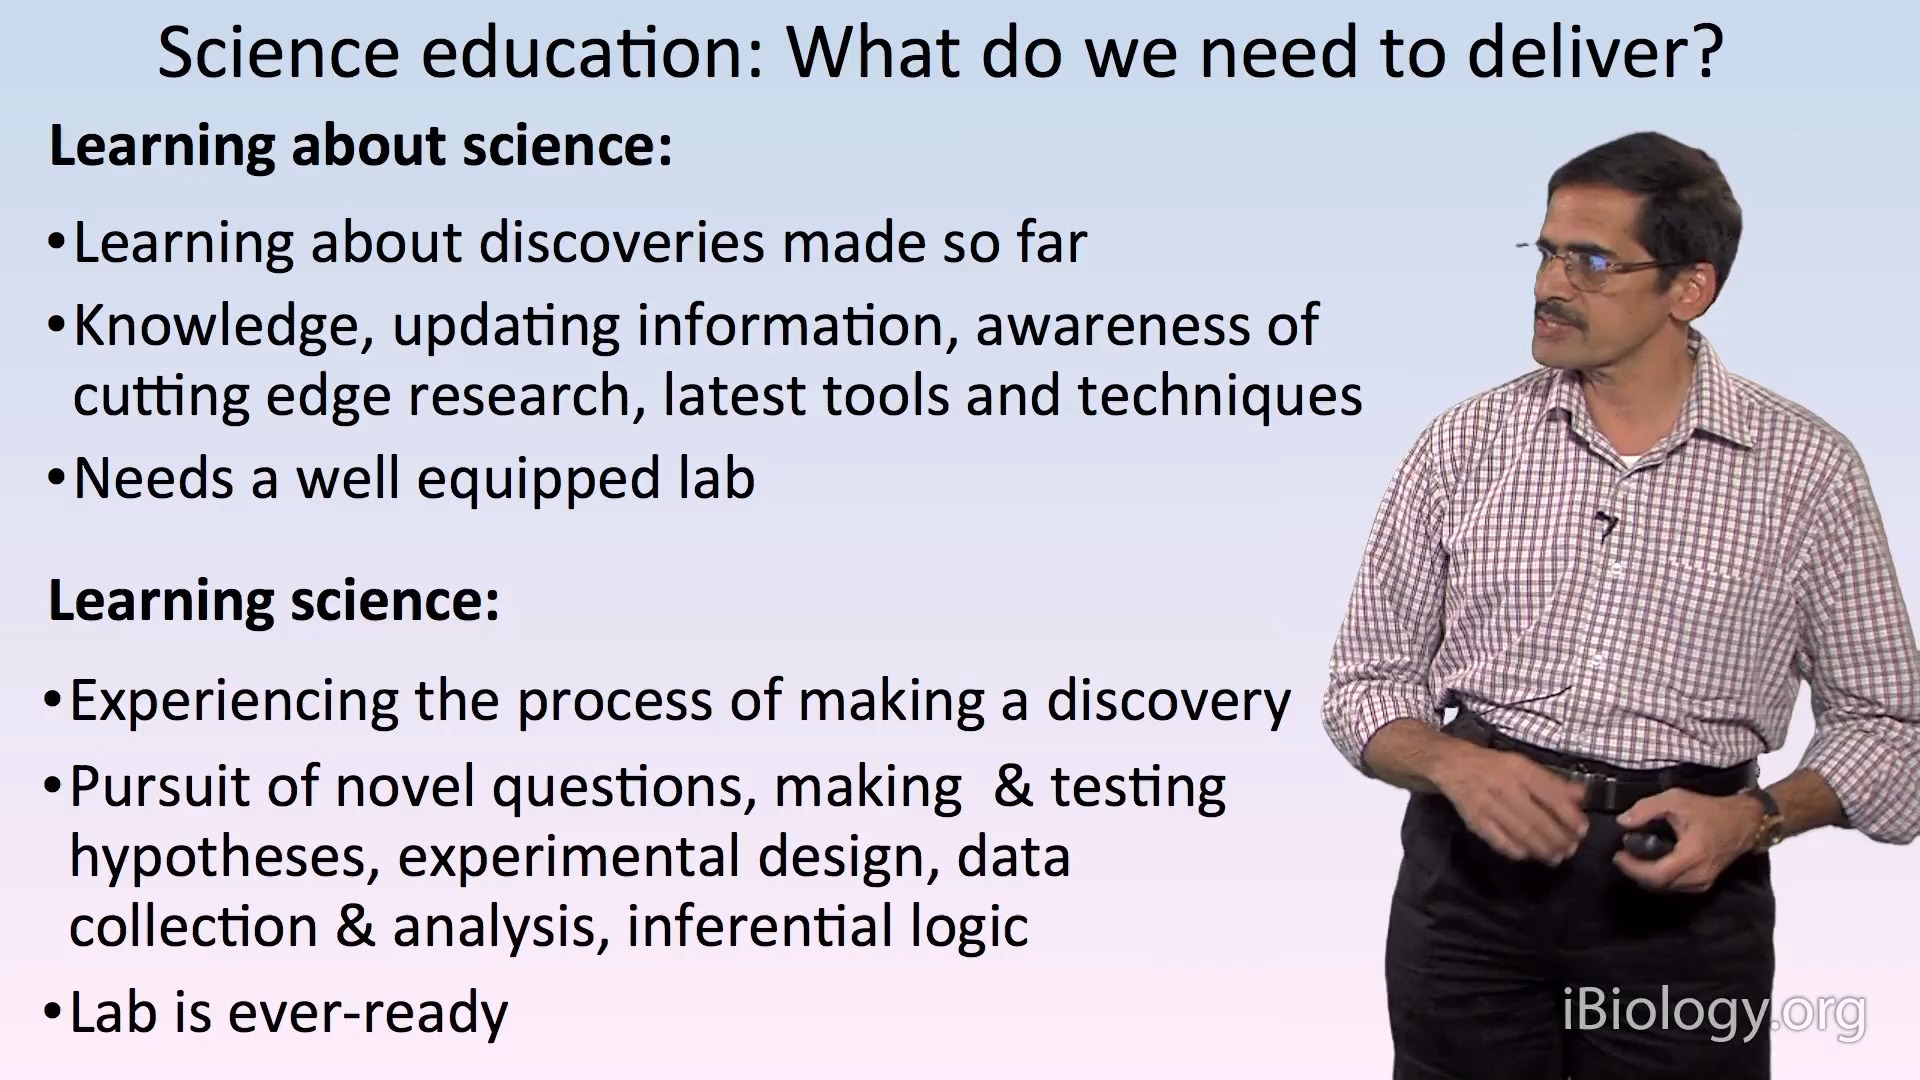 Science education: What do we need to deliver?
Learning about science:
•Learning about discoveries made so far
•Knowledge, updating information, awareness of
cutting edge research, latest tools and techniques
•Needs a well equipped lab
Learning science:
•Experiencing the process of making a discovery
•Pursuit of novel questions, making & testing
hypotheses, experimental design, data
collection & analysis, inferential logic
•Lab is ever-ready
iBiology.org